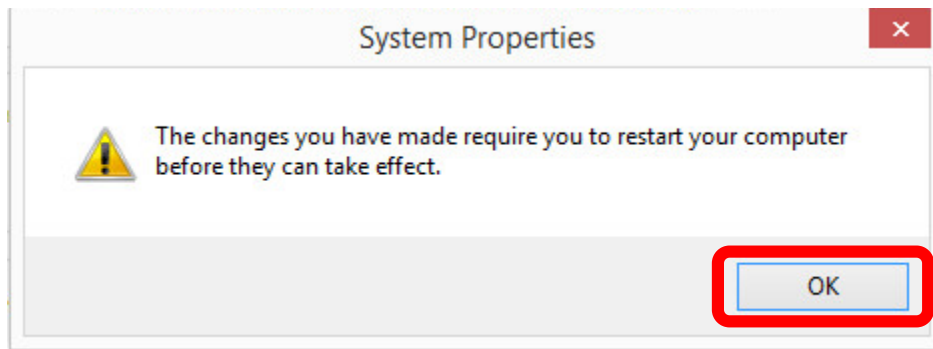 System Properties
The changes you have made require you to restart your computer
before they can take effect.
OK